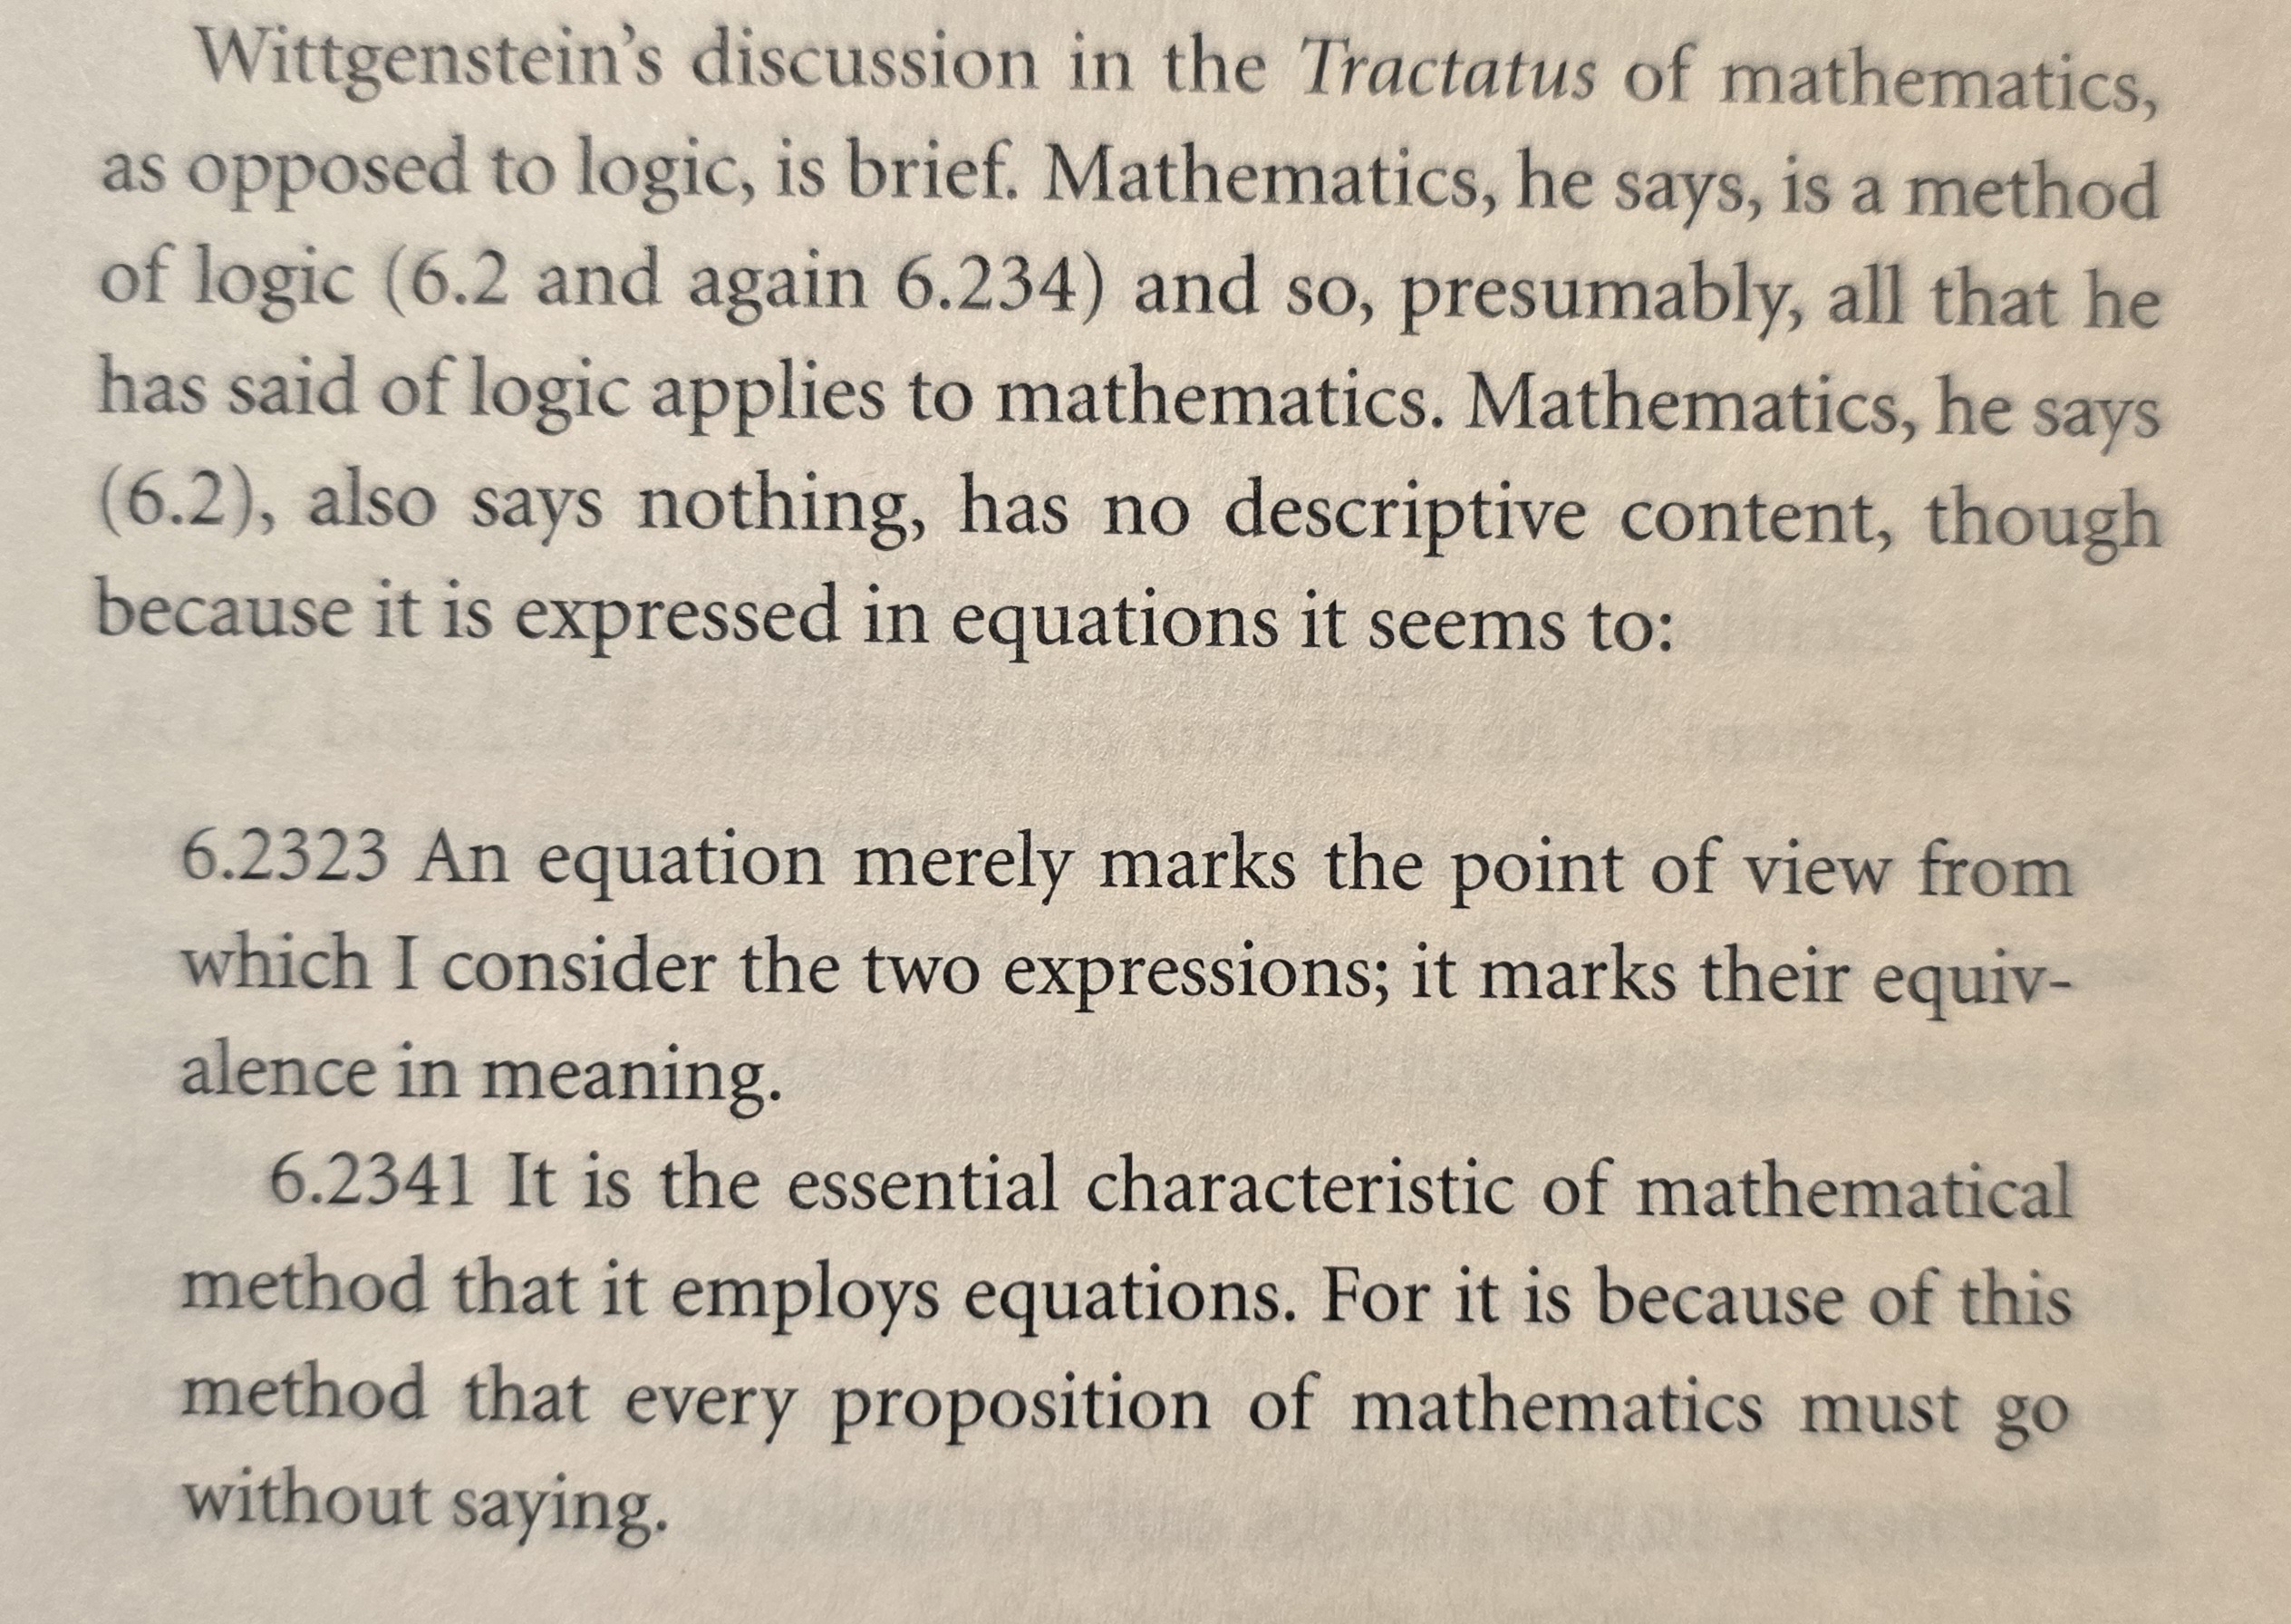 Wittgenstein’s discussion in the Tractatus of mathematics,
as opposed to logic, is brief. Mathematics, he says, is a method
of logic (6.2 and again 6.234) and so, presumably, all that he
has said of logic applies to mathematics. Mathematics, he says
(6.2), also says nothing, has no descriptive content, though
because it is expressed in equations it seems to:
6.2323 An equation merely marks the point of view from
which I consider the two expressions; it marks their equiv-
alence in meaning.
6.2341 It is the essential characteristic of mathematical
method that it employs equations. For it is because of this
method that every proposition of mathematics must go
without saying.